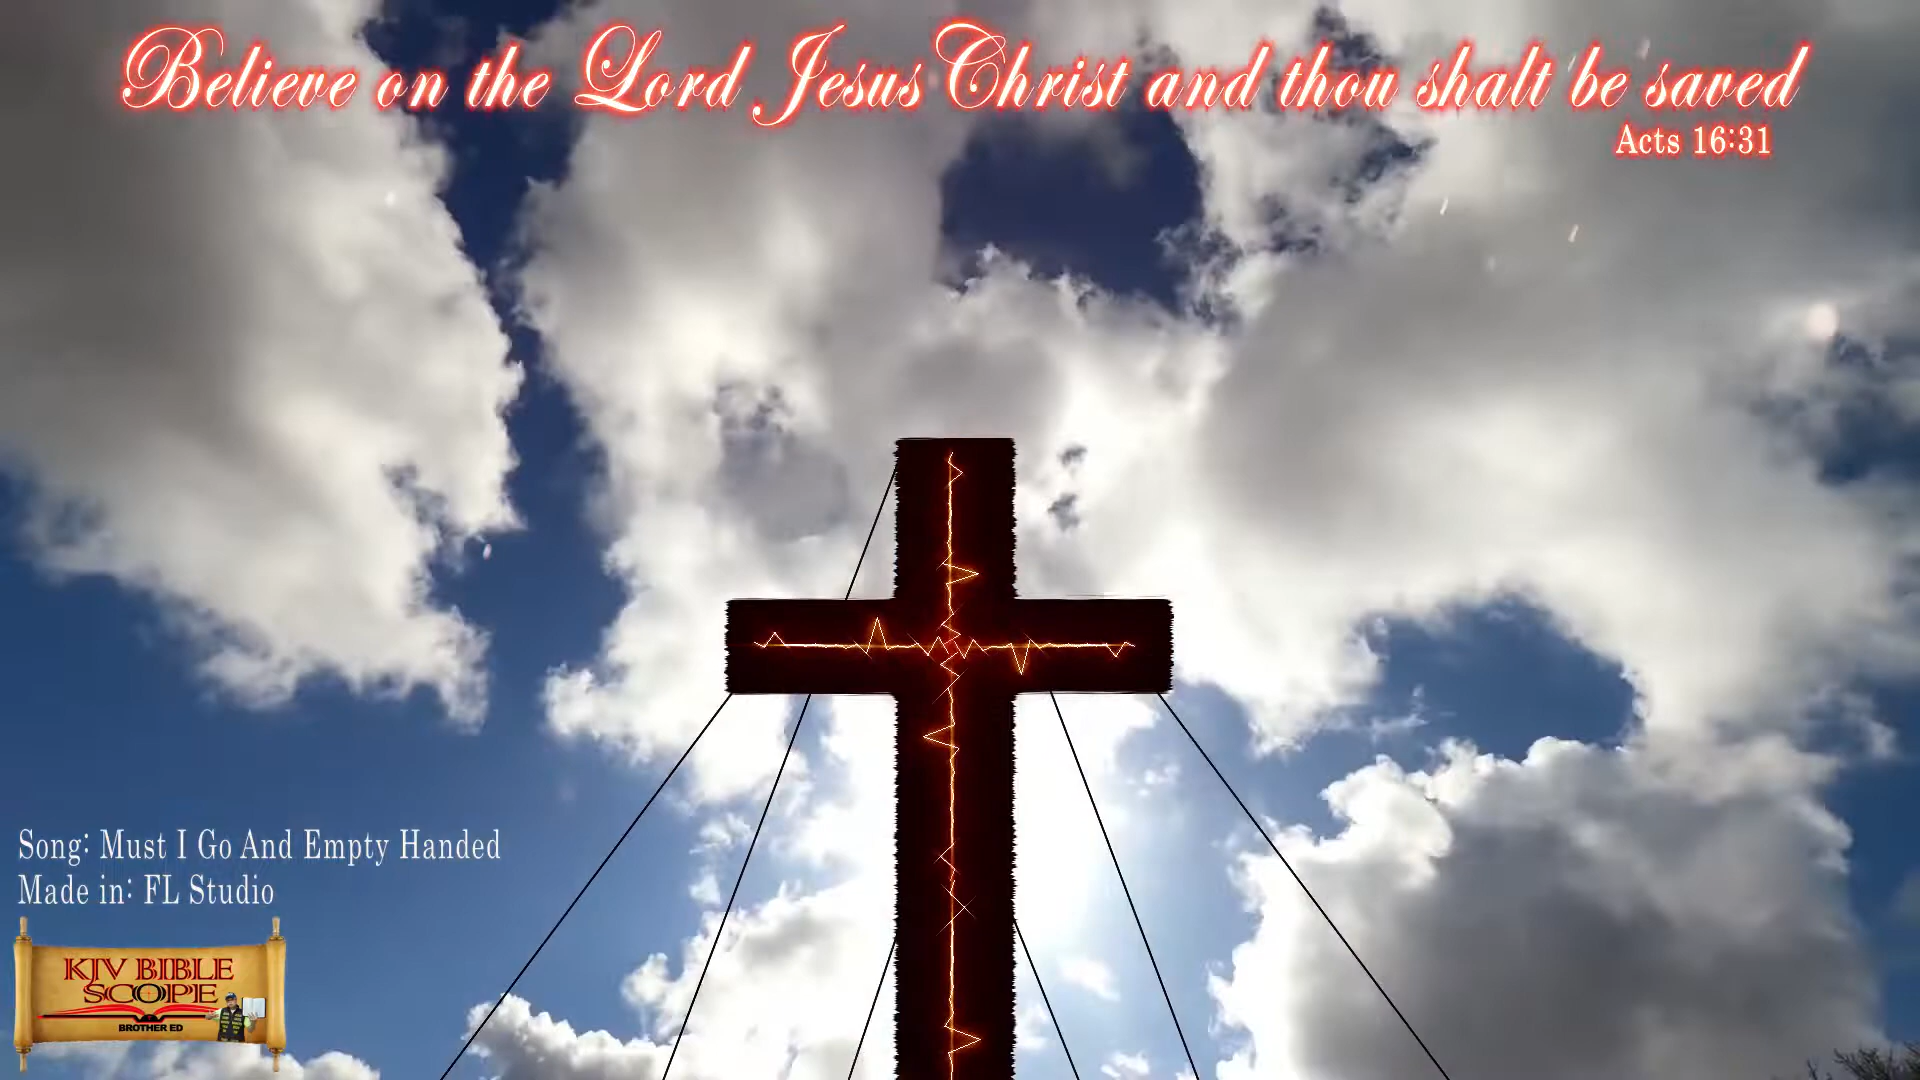 Believe on the Lord Jesus Christ and thou shalt be saved
Acts 16:31
Song: Must I Go And Empty Handed
Made in: FL Studio
KJV BIBLE
SCOPE
BROTHER ED